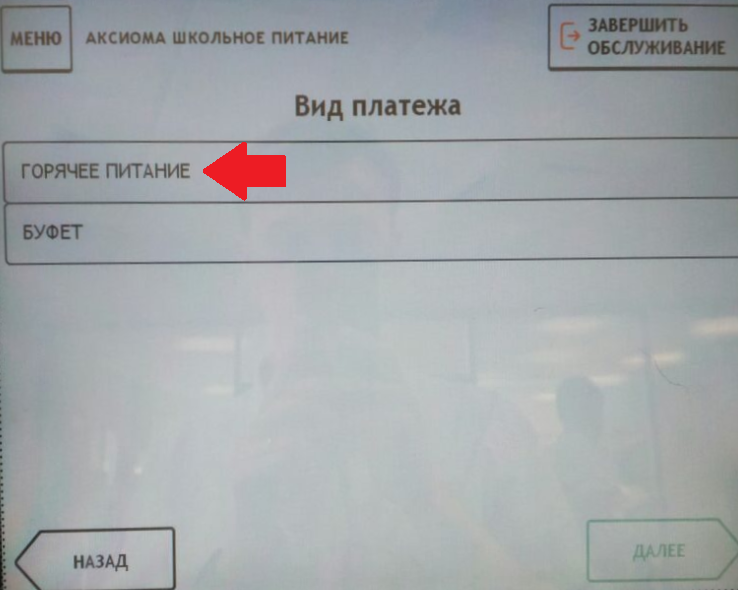 МЕНЮ
АКСИОМА ШКОЛЬНОЕ ПИТАНИЕ
ЗАВЕРШИТЬ
ОБСЛУЖИВАНИЕ
Вид платежа
ГОРЯЧЕЕ ПИТАНИЕ
БУФЕТ
НАЗАД
ДАЛЕЕ